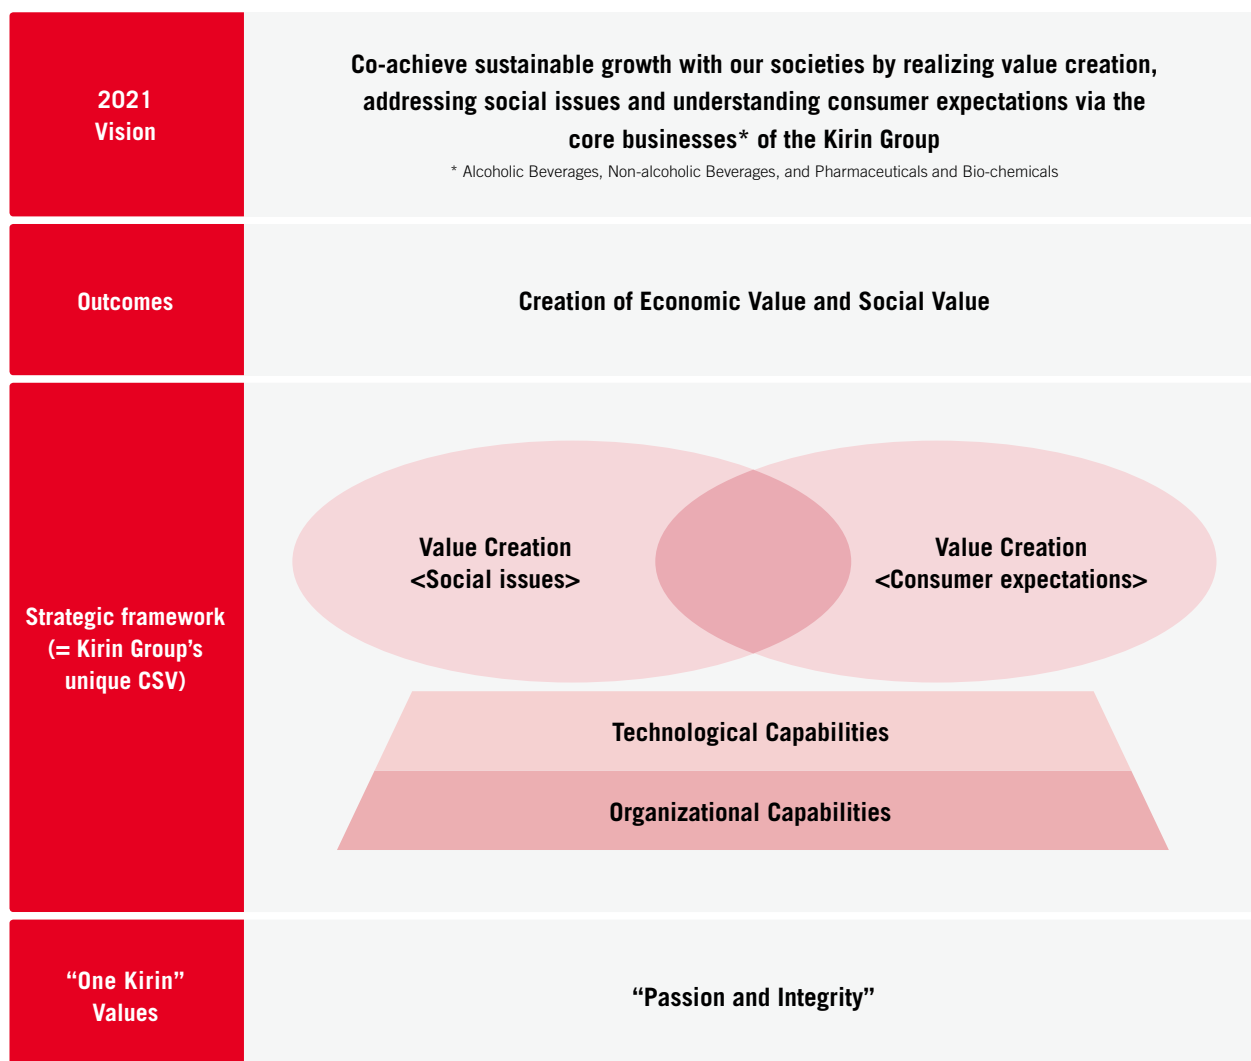 2021
Vision
Co-achieve sustainable growth with our societies by realizing value creation,
addressing social issues and understanding consumer expectations via the
core businesses* of the Kirin Group
* Alcoholic Beverages, Non-alcoholic Beverages, and Pharmaceuticals and Bio-chemicals
Outcomes
Creation of Economic Value and Social Value
Strategic framework
(= Kirin Group’s
unique CSV)
Value Creation
<Social issues>
Value Creation
<Consumer expectations>
Technological Capabilities
Organizational Capabilities
“One Kirin”
Values
“Passion and Integrity”